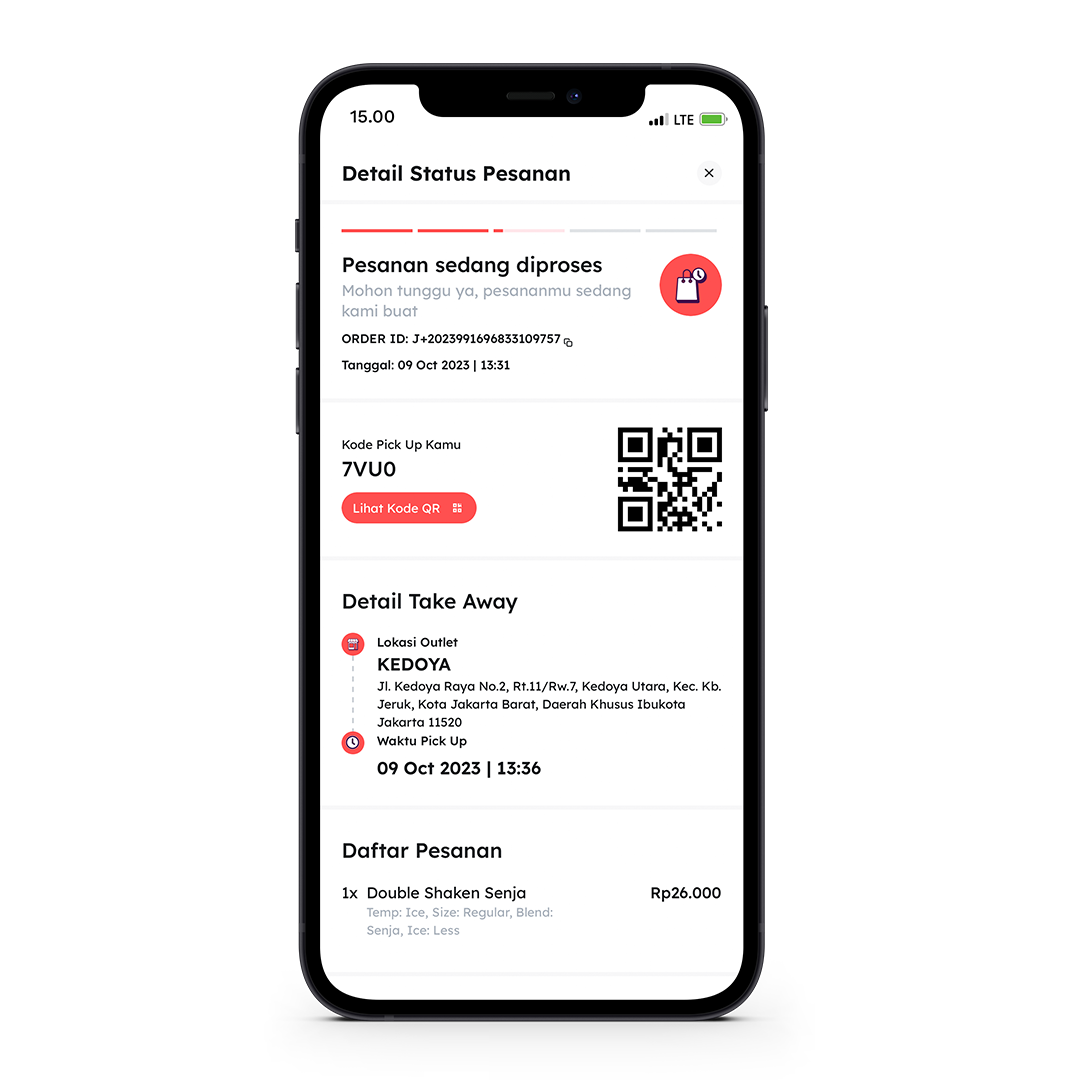 15.00
LTE
Detail Status Pesanan
Pesanan sedang diproses
Mohon tunggu ya, pesananmu sedang
kami buat
ORDER ID: J+2023991696833109757
Tanggal: 09 Oct 2023 | 13:31
Kode Pick Up Kamu
7VU0
Lihat Kode QR
Detail Take Away
Lokasi Outlet
KEDOYA
Jl. Kedoya Raya No.2, Rt.11/Rw.7, Kedoya Utara, Kec. Kb.
Jeruk, Kota Jakarta Barat, Daerah Khusus Ibukota
Jakarta 11520
Waktu Pick Up
09 Oct 2023 | 13:36
Daftar Pesanan
1x Double Shaken Senja Rp26.000
Temp: Ice, Size: Regular, Blend:
Senja, Ice: Less